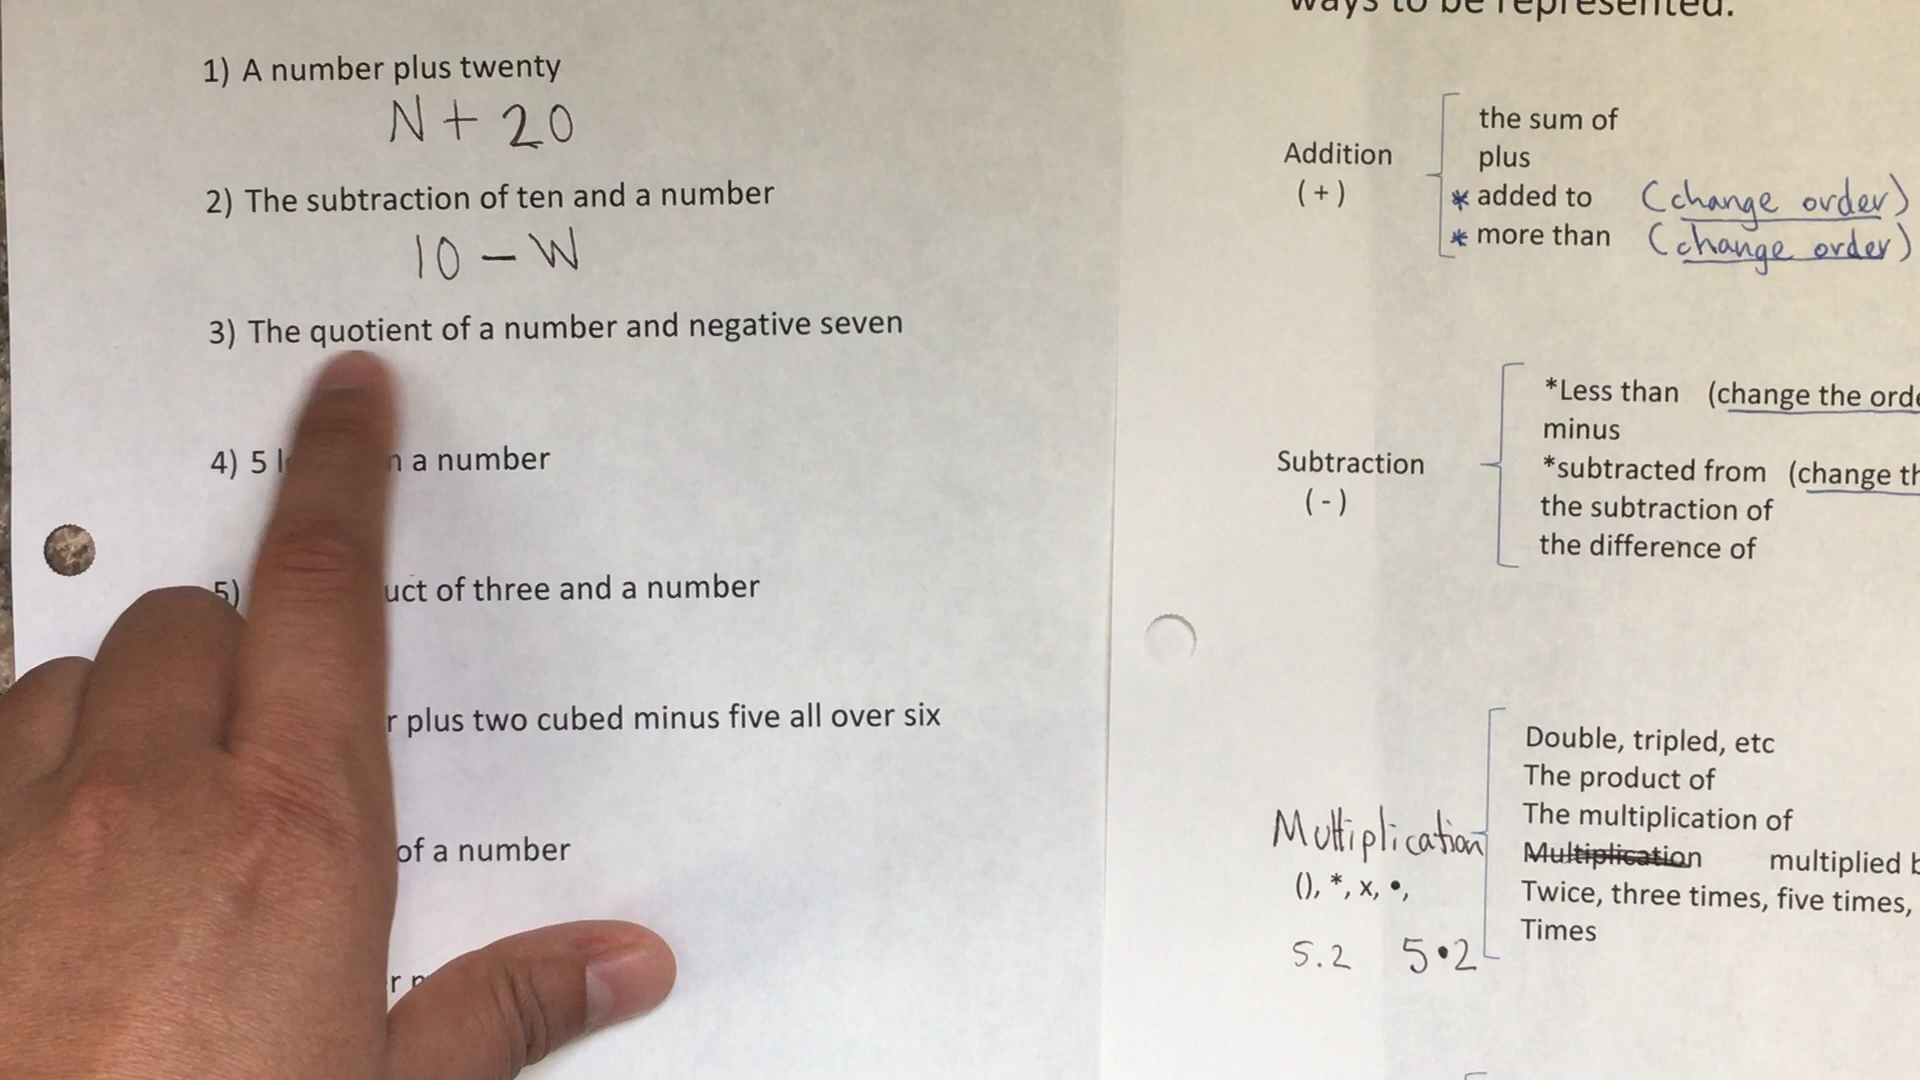 1) A number plus twenty
N + 20
2) The subtraction of ten and a number
10 - W
3) The quotient of a number and negative seven
4) 5 a number
5) of three and a number
plus two cubed minus five all over six
of a number
ways to be represented.
Addition
(+)
the sum of
plus
* added to (change order)
* more than (change order)
Subtraction
(-)
*Less than (change the
minus
*subtracted from (change
the subtraction of
the difference of
Multiplication
(), *, x, •,
5.2 5•2
Double, tripled, etc
The product of
The multiplication of
Multiplication multiplied
Twice, three times, five times,
Times